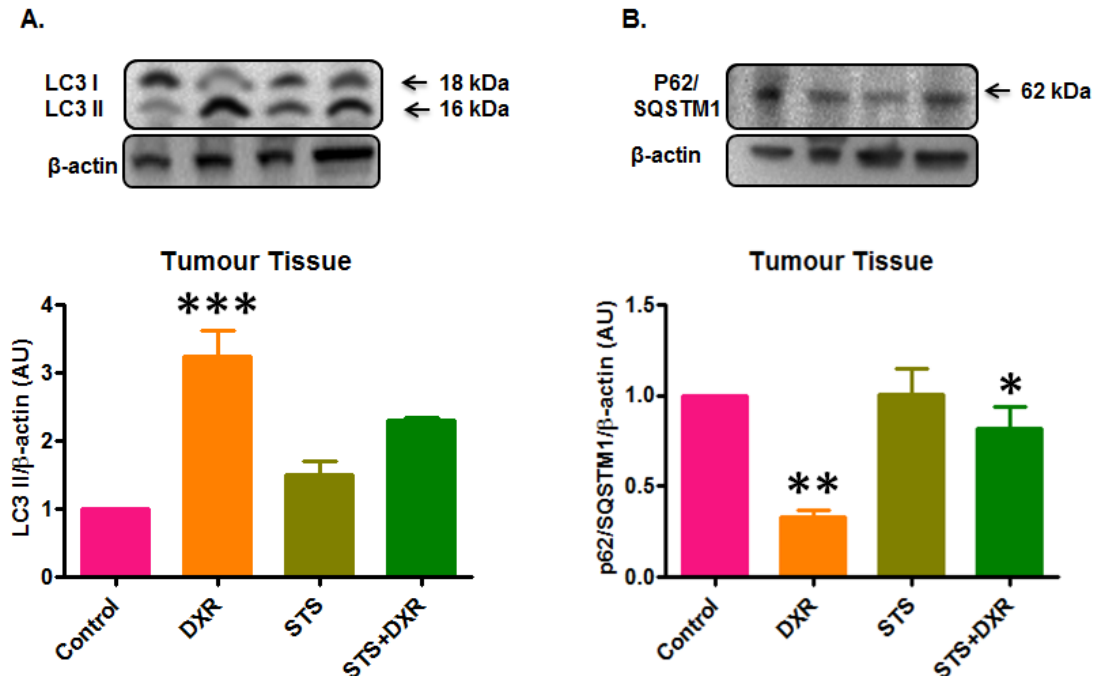 A.
LC3 I
LC3 II
← 18 kDa
← 16 kDa
β-actin
Tumour Tissue
LC3 II/β-actin (AU)
4
3
2
1
0
***
Control
DXR
STS
STS+DXR
B.
P62/
SQSTM1
← 62 kDa
β-actin
Tumour Tissue
p62/SQSTM1/β-actin (AU)
1.5
1.0
0.5
0.0
**
*
Control
DXR
STS
STS+DXR